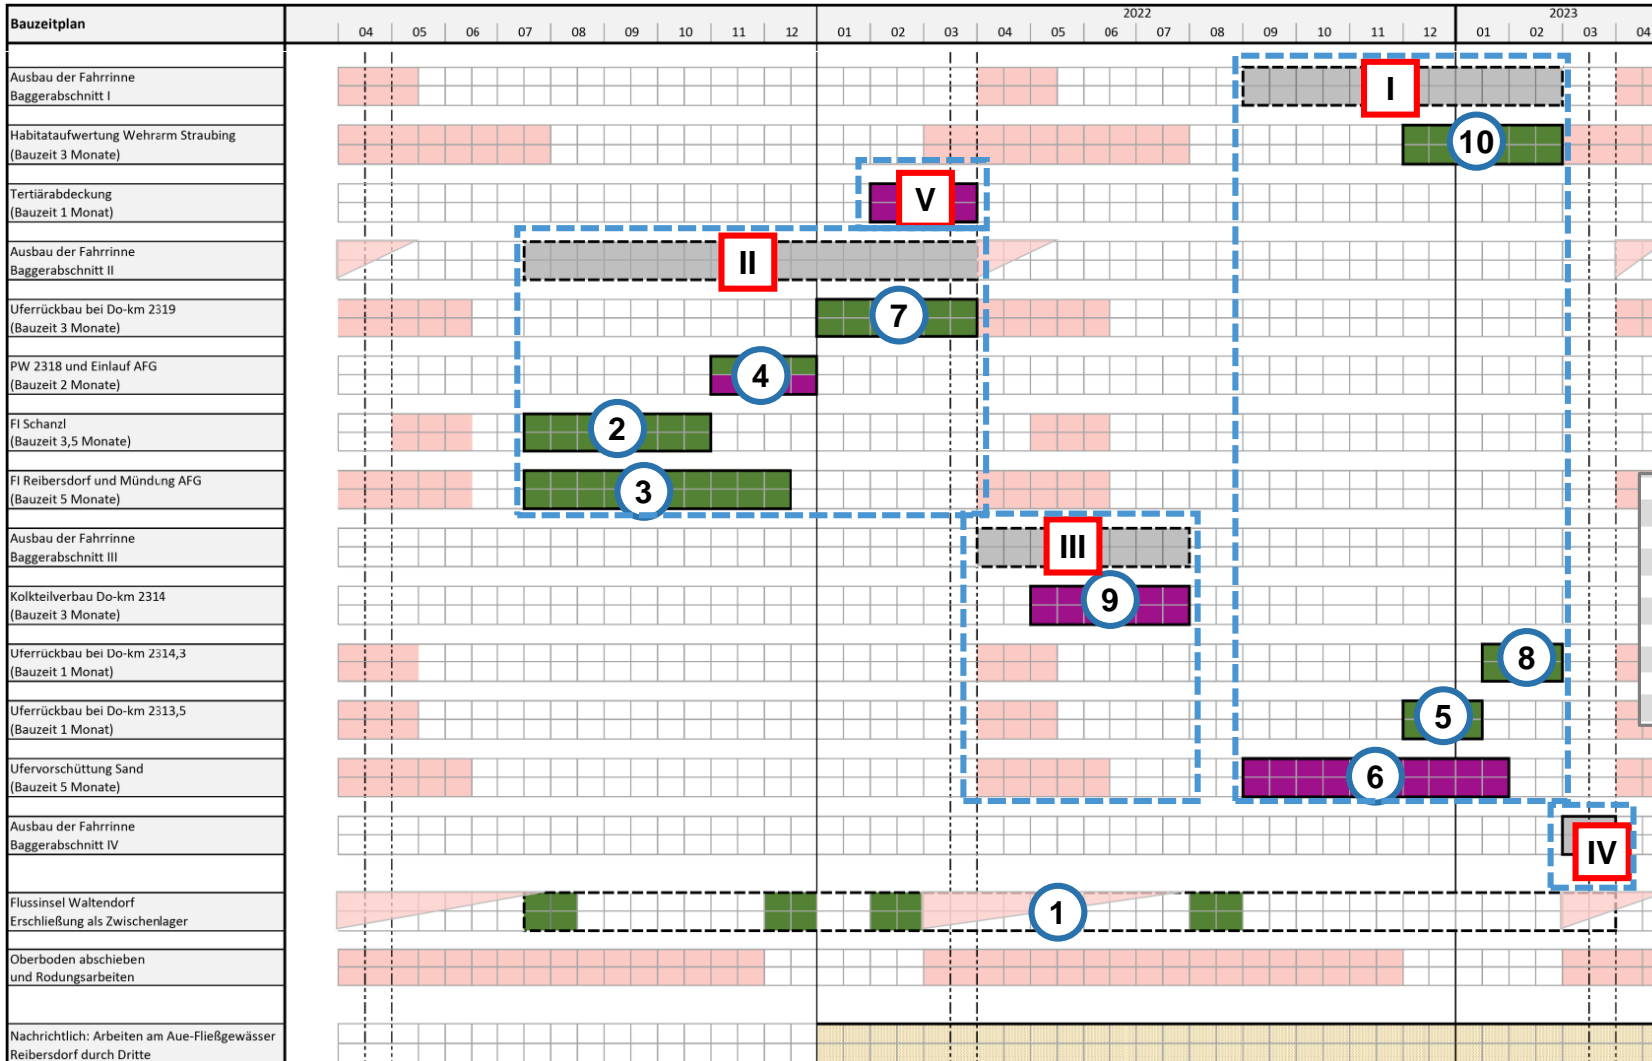 Bauzeitplan
2022
2023
04 05 06 07 08 09 10 11 12 01 02 03 04 05 06 07 08 09 10 11 12 01 02 03 04
Ausbau der Fahrrinne
Baggerabschnitt I
I
Habitataufwertung Wehrarm Straubing
(Bauzeit 3 Monate)
10
Tertiärabdeckung
(Bauzeit 1 Monat)
V
Ausbau der Fahrrinne
Baggerabschnitt II
II
Uferrückbau bei Do-km 2319
(Bauzeit 3 Monate)
7
PW 2318 und Einlauf AFG
(Bauzeit 2 Monate)
4
FI Schanzl
(Bauzeit 3,5 Monate)
2
FI Reibersdorf und Mündung AFG
(Bauzeit 5 Monate)
3
Ausbau der Fahrrinne
Baggerabschnitt III
III
Kolkteilverbau Do-km 2314
(Bauzeit 3 Monate)
9
Uferrückbau bei Do-km 2314,3
(Bauzeit 1 Monat)
8
Uferrückbau bei Do-km 2313,5
(Bauzeit 1 Monat)
5
Ufervorschüttung Sand
(Bauzeit 5 Monate)
6
Ausbau der Fahrrinne
Baggerabschnitt IV
IV
Flussinsel Waltendorf
Erschließung als Zwischenlager
1
Oberboden abschieben
und Rodungsarbeiten
Nachrichtlich: Arbeiten am Aue-Fließgewässer
Reibersdorf durch Dritte